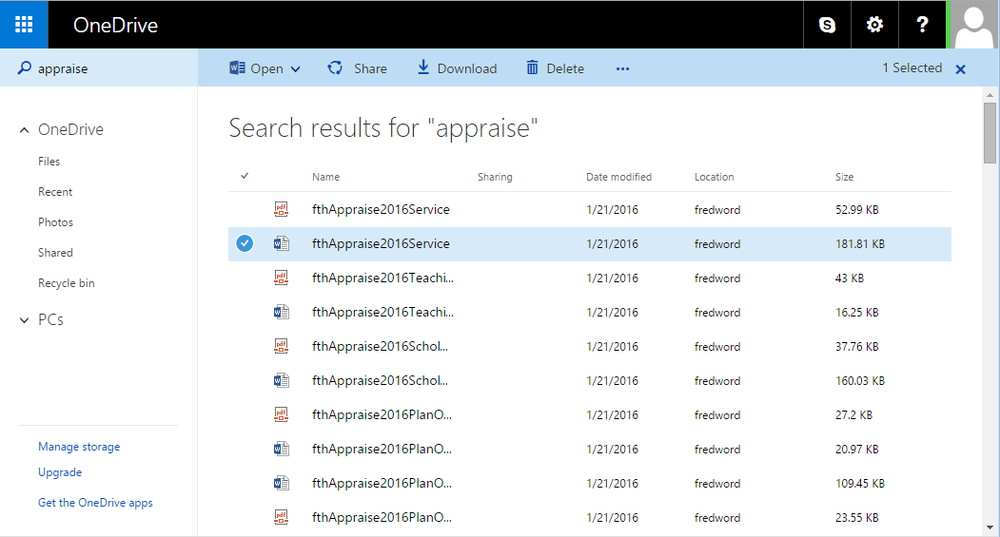 OneDrive
appraise
Open Share Download Delete ... 1 Selected
OneDrive
Files
Recent
Photos
Shared
Recycle bin
PCs
Manage storage
Upgrade
Get the OneDrive apps
Search results for "appraise"
Name Sharing Date modified Location Size
fthAppraise2016Service 1/21/2016 fredword 52.99 KB
fthAppraise2016Service 1/21/2016 fredword 181.81 KB
fthAppraise2016Teachi... 1/21/2016 fredword 43 KB
fthAppraise2016Teachi... 1/21/2016 fredword 16.25 KB
fthAppraise2016Schol... 1/21/2016 fredword 37.76 KB
fthAppraise2016Schol... 1/21/2016 fredword 160.03 KB
fthAppraise2016PlanO... 1/21/2016 fredword 27.2 KB
fthAppraise2016PlanO... 1/21/2016 fredword 20.97 KB
fthAppraise2016PlanO... 1/21/2016 fredword 109.45 KB
fthAppraise2016PlanO... 1/21/2016 fredword 23.55 KB